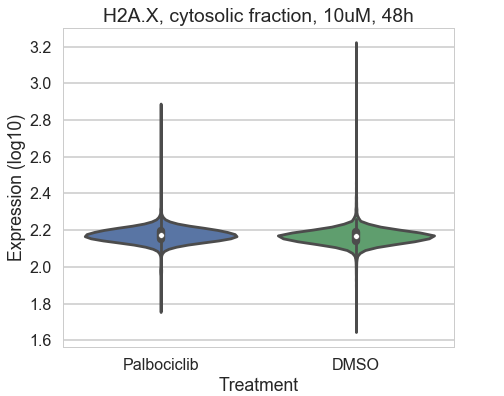 H2A.X, cytosolic fraction, 10uM, 48h
Expression (log10)
3.2
3.0
2.8
2.6
2.4
2.2
2.0
1.8
1.6
Palbociclib
DMSO
Treatment